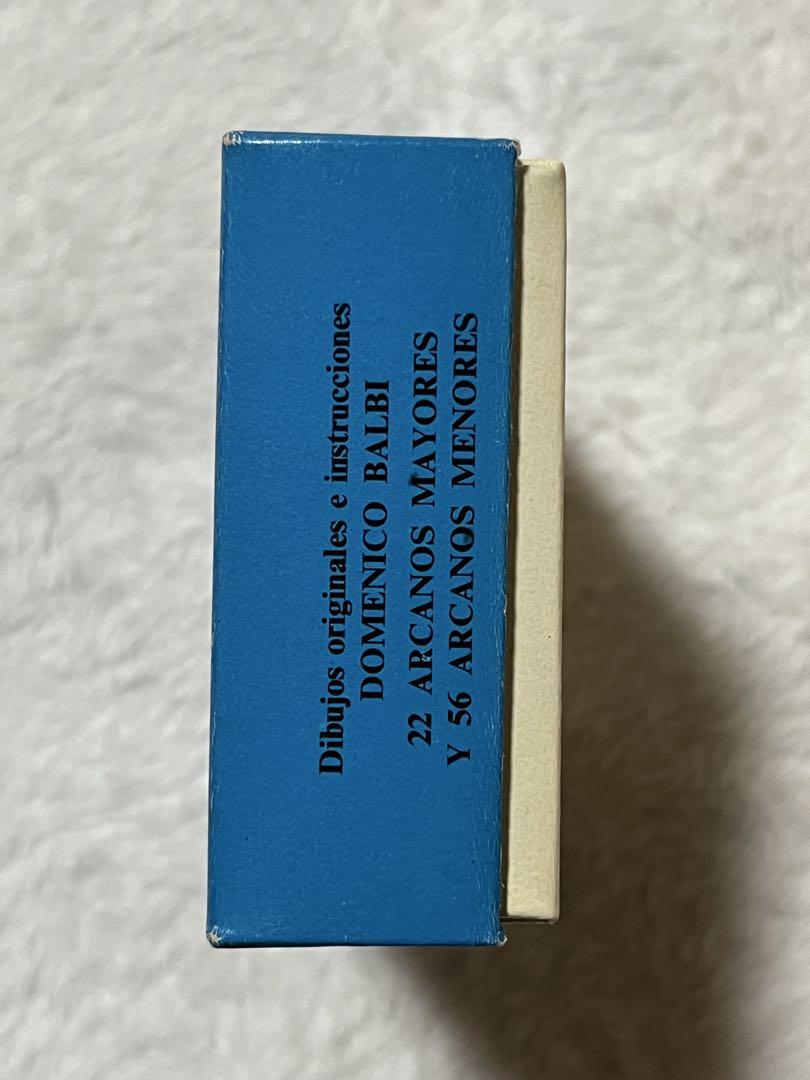 Dibujos originales e instrucciones
DOMENICO BALBI
22 ARCANOS MAYORES
Y 56 ARCANOS MENORES